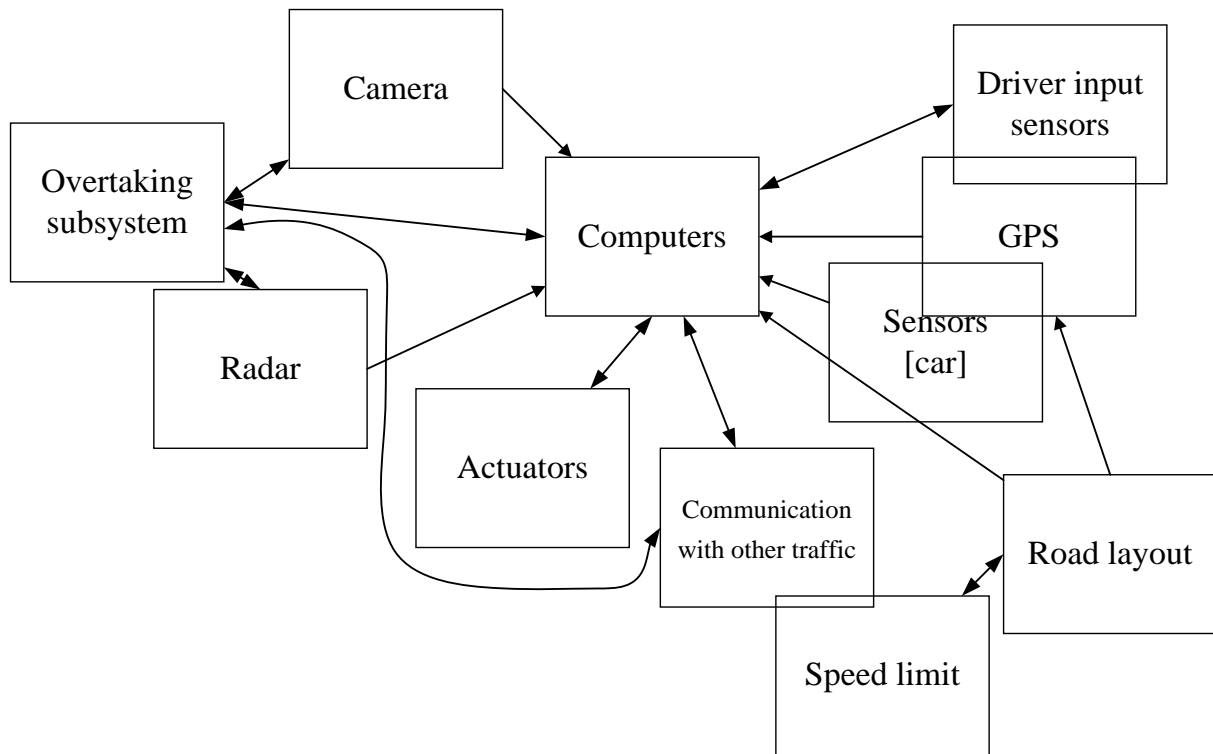 Camera
Driver input
sensors
Overtaking
subsystem
Computers
GPS
Sensors
[car]
Radar
Actuators
Communication
with other traffic
Road layout
Speed limit